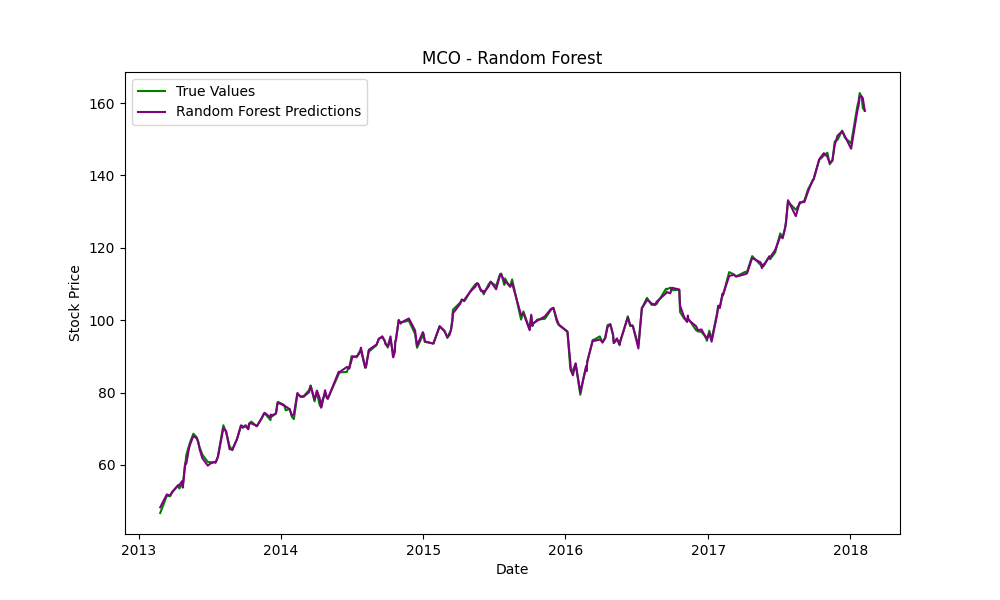 MCO - Random Forest
True Values
Random Forest Predictions
Stock Price
160
140
120
100
80
60
2013 2014 2015 2016 2017 2018
Date